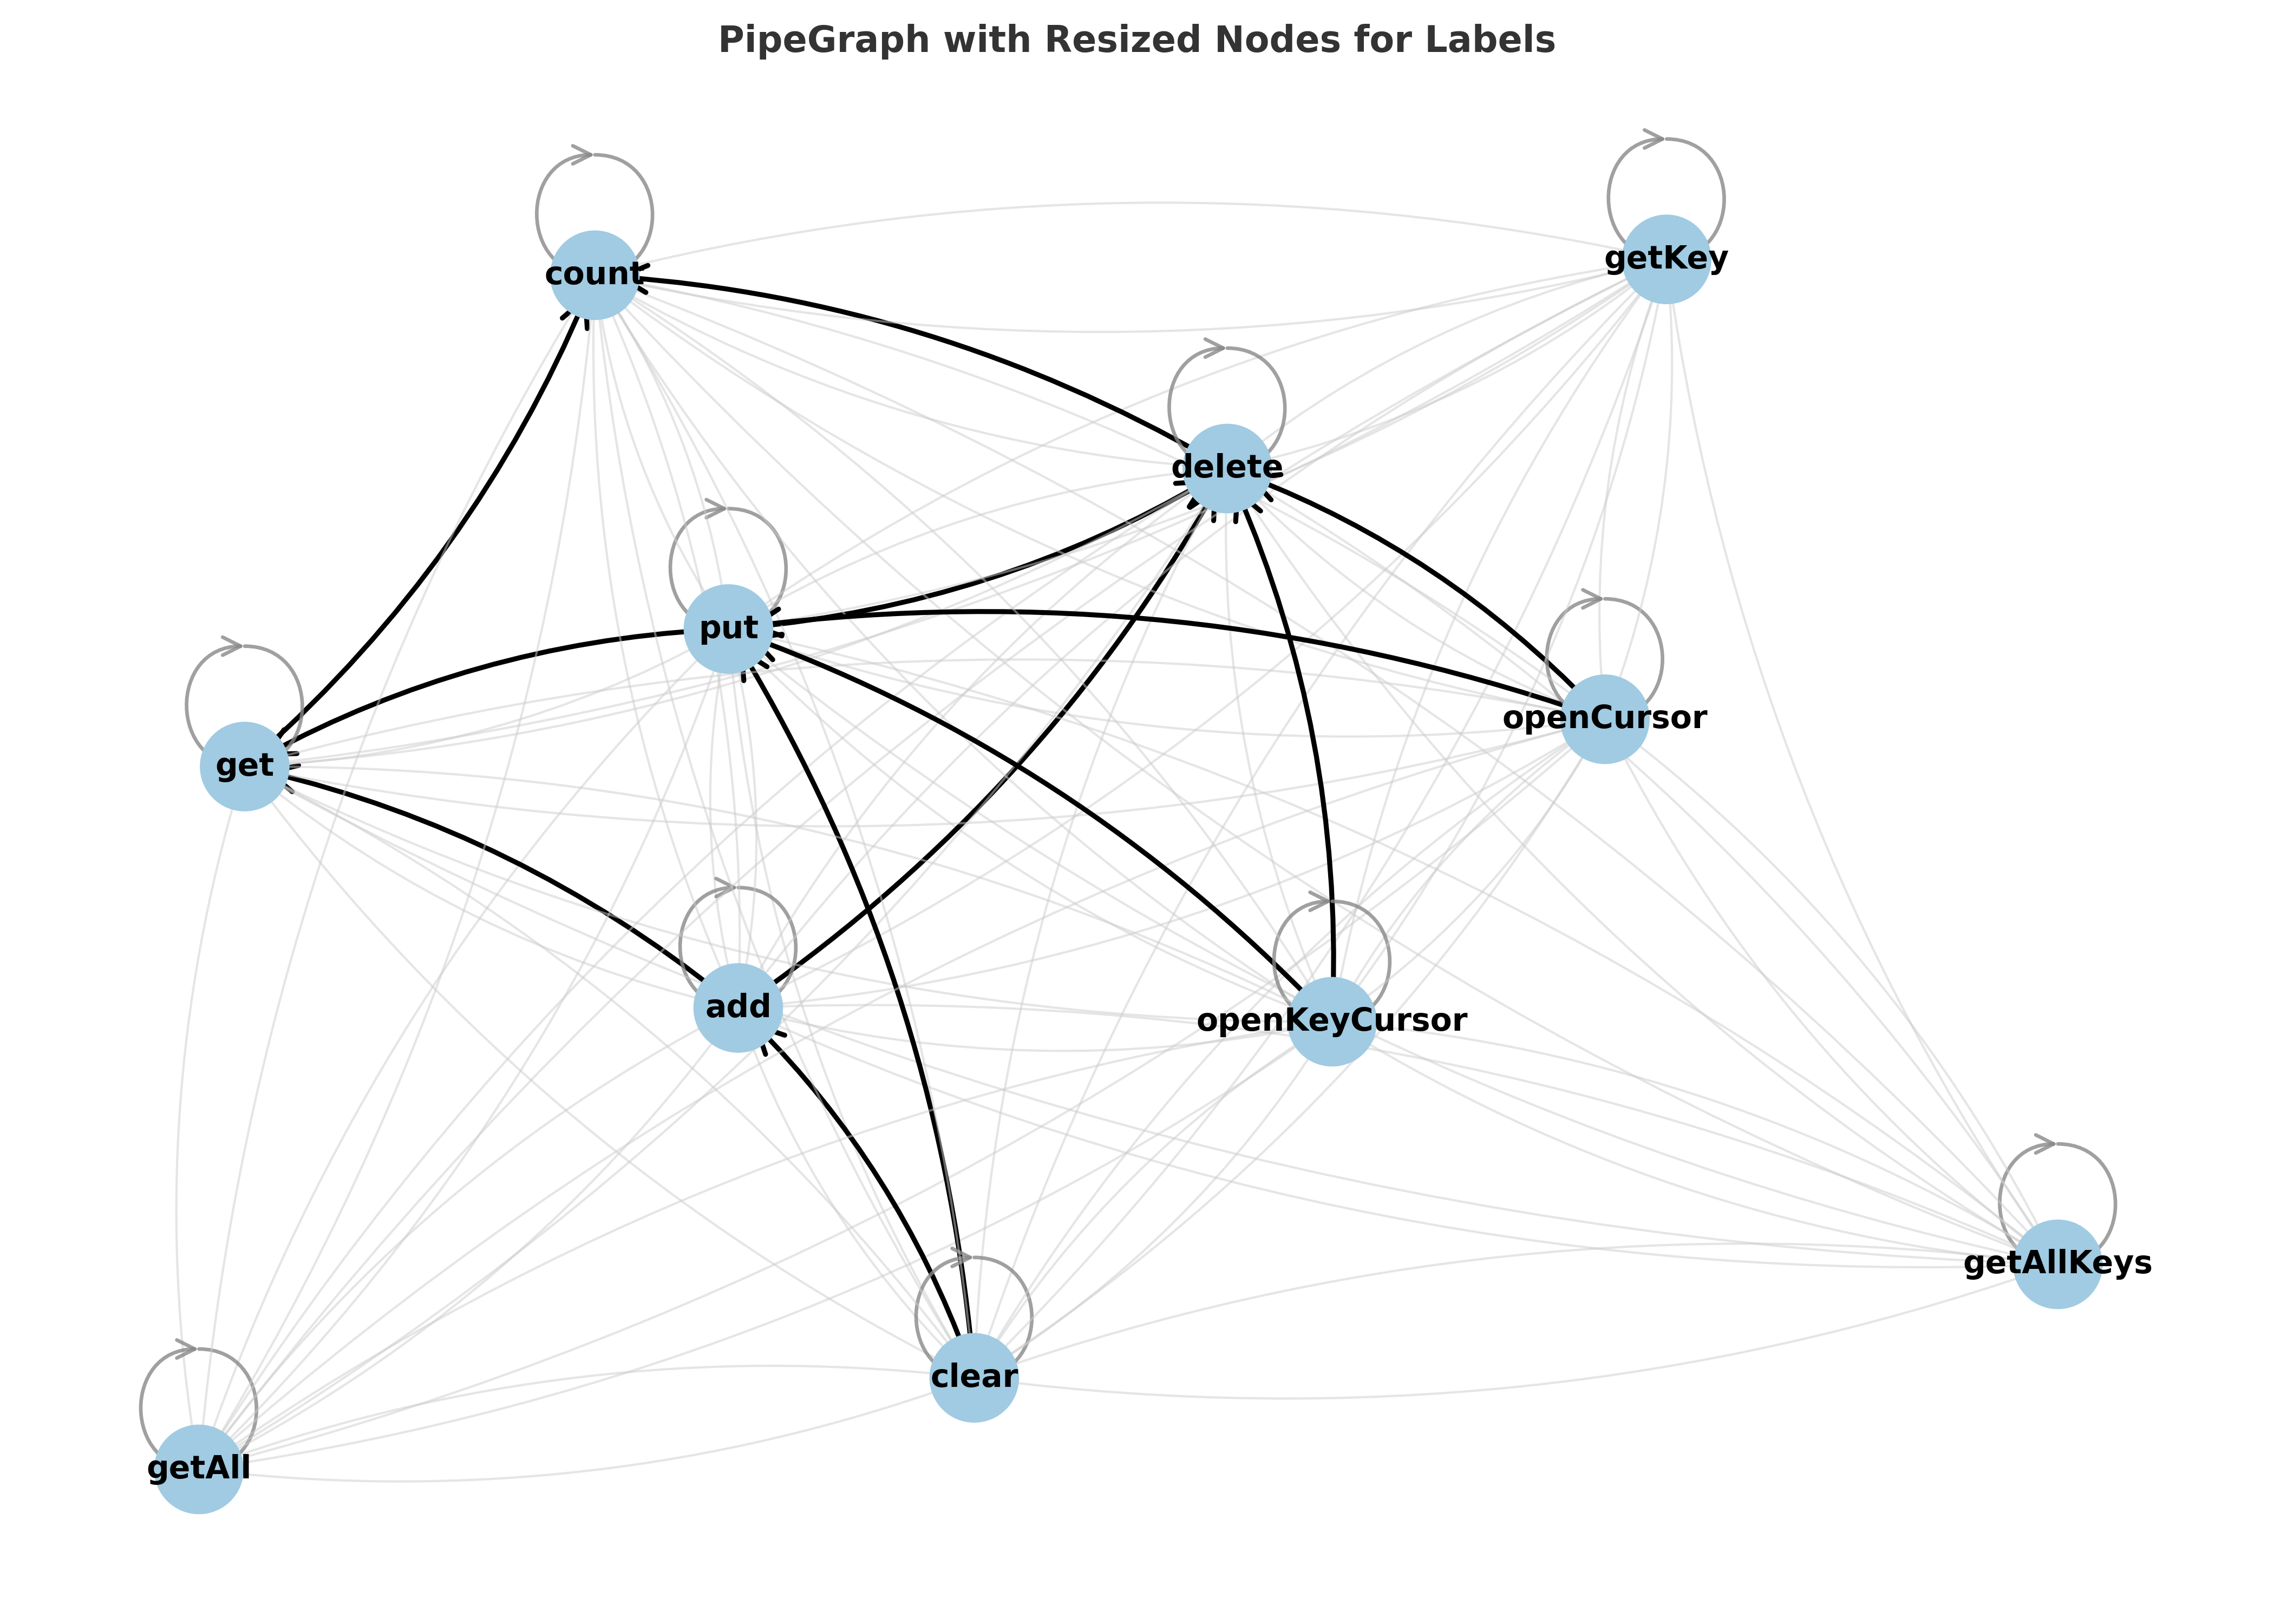 PipeGraph with Resized Nodes for Labels
getKey
count
delete
put
openCursor
get
add
openKeyCursor
getAllKeys
clear
getAll